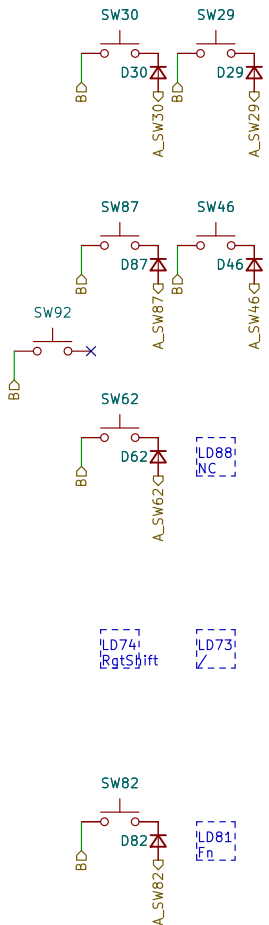 SW30 SW29
D30 D29
B B
A_SW30 A_SW29
SW87 SW46
D87 D46
B B
A_SW87 A_SW46
SW92
B
SW62
D62
B
A_SW62
LD88
NC
LD74 LD73
RgtShift /
SW82
D82
B
A_SW82
LD81
Fn